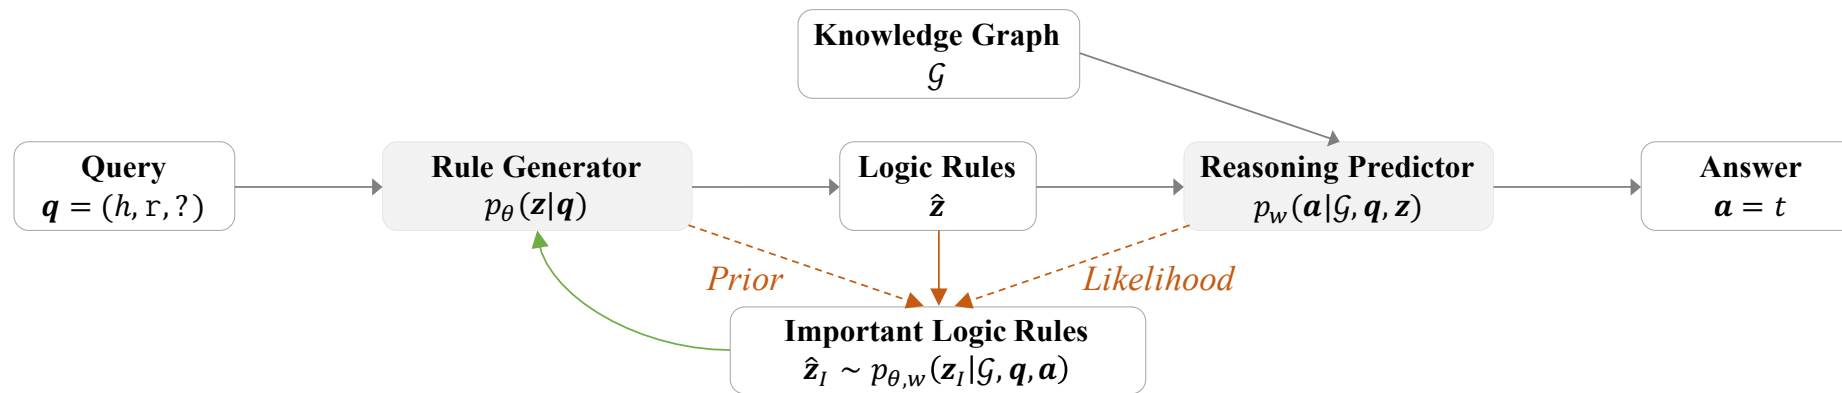 Knowledge Graph
𝒢
Query
𝒒 = (ℎ, r, ?)
Rule Generator
𝑝_𝜃(𝒛|𝒒)
Logic Rules
𝒛̂
Reasoning Predictor
𝑝_𝑤(𝒂|𝒢, 𝒒, 𝒛)
Answer
𝒂 = 𝑡
Prior
Likelihood
Important Logic Rules
𝒛̂_𝐼 ~ 𝑝_{𝜃,𝑤}(𝒛_𝐼|𝒢, 𝒒, 𝒂)